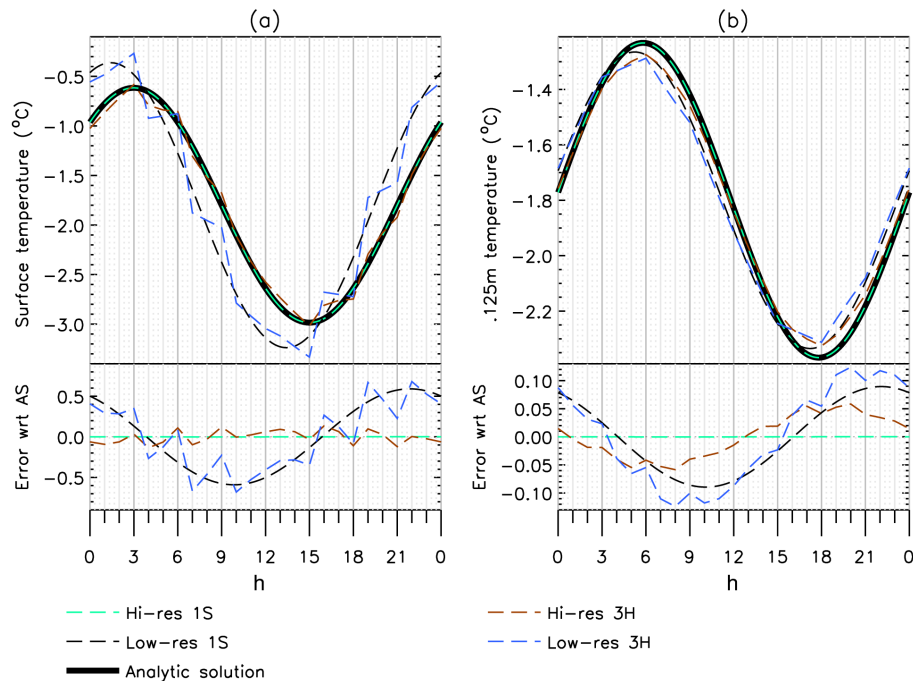 (a)
Surface temperature (°C)
−0.5
−1.0
−1.5
−2.0
−2.5
−3.0
Error wrt AS
0.5
0.0
−0.5
0 3 6 9 12 15 18 21 0
h
(b)
.125m temperature (°C)
−1.4
−1.6
−1.8
−2.0
−2.2
Error wrt AS
0.10
0.05
0.00
−0.05
−0.10
0 3 6 9 12 15 18 21 0
h
Hi−res 1S
Low−res 1S
Analytic solution
Hi−res 3H
Low−res 3H